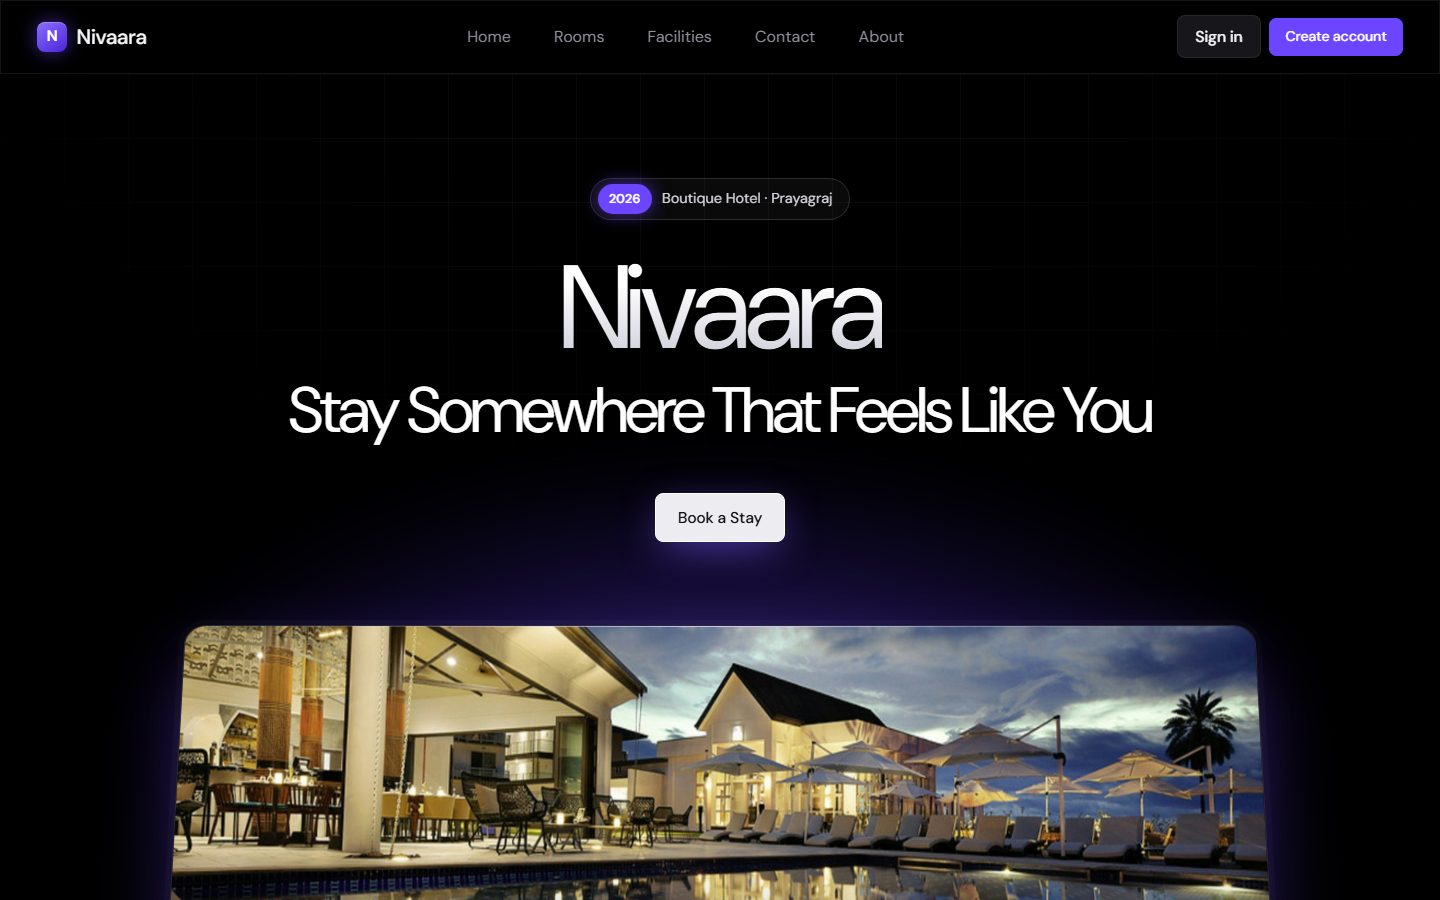 N Nivaara
Home Rooms Facilities Contact About
Sign in Create account
2026 Boutique Hotel · Prayagraj
Nivaara
Stay Somewhere That Feels Like You
Book a Stay